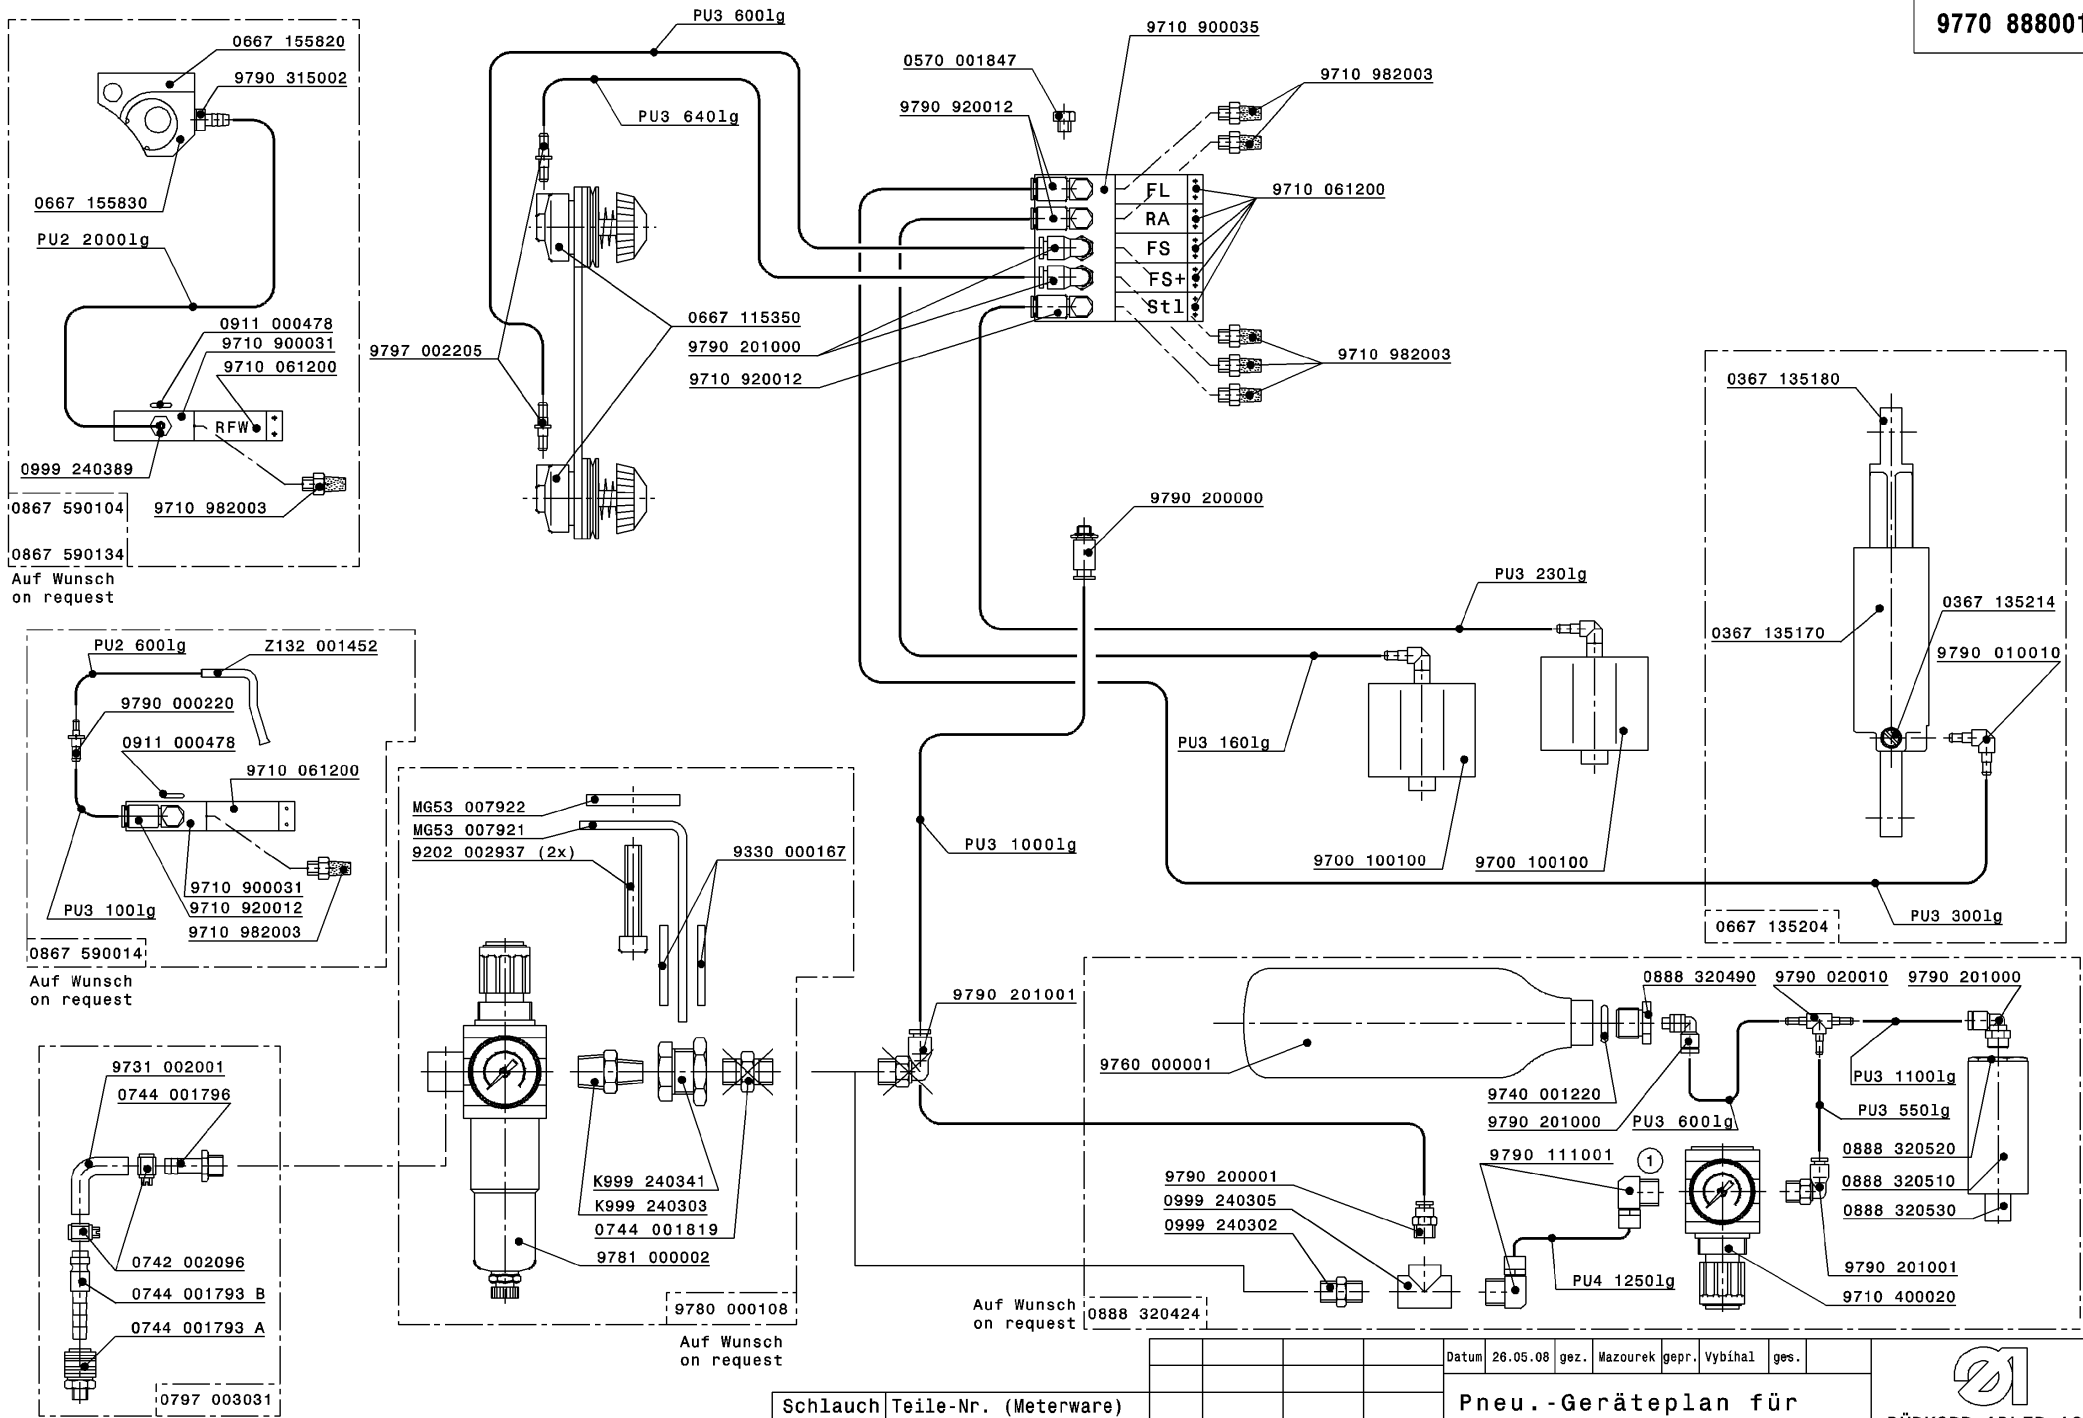 9770 888001
0667 155820
9790 315002
0667 155830
PU2 2000lg
0911 000478
9710 900031
9710 061200
RFW
0999 240389
9710 982003
0867 590104
0867 590134
Auf Wunsch
on request
PU3 600lg
PU3 640lg
9797 002205
0667 115350
9790 201000
9710 920012
0570 001847
9790 920012
9710 900035
9710 982003
FL
RA
FS
FS+
Stl
9710 061200
9710 982003
9790 200000
PU3 230lg
PU3 160lg
9700 100100
9700 100100
PU3 1000lg
0367 135180
0367 135214
0367 135170
9790 010010
PU3 300lg
0667 135204
PU2 600lg
Z132 001452
9790 000220
0911 000478
9710 061200
9710 900031
PU3 100lg
9710 920012
9710 982003
0867 590014
Auf Wunsch
on request
MG53 007922
MG53 007921
9202 002937 (2x)
9330 000167
K999 240341
K999 240303
0744 001819
9781 000002
9780 000108
Auf Wunsch
on request
9731 002001
0744 001796
0742 002096
0744 001793 B
0744 001793 A
0797 003031
9790 201001
0888 320490
9790 020010
9790 201000
9760 000001
9740 001220
9790 201000
PU3 600lg
PU3 1100lg
PU3 550lg
9790 111001
1
0888 320520
0888 320510
0888 320530
9790 200001
0999 240305
0999 240302
PU4 1250lg
9790 201001
9710 400020
Auf Wunsch
on request
0888 320424
Datum 26.05.08 gez. Mazourek gepr. Vybíhal ges.
Schlauch Teile-Nr. (Meterware)
Pneu.-Geräteplan für